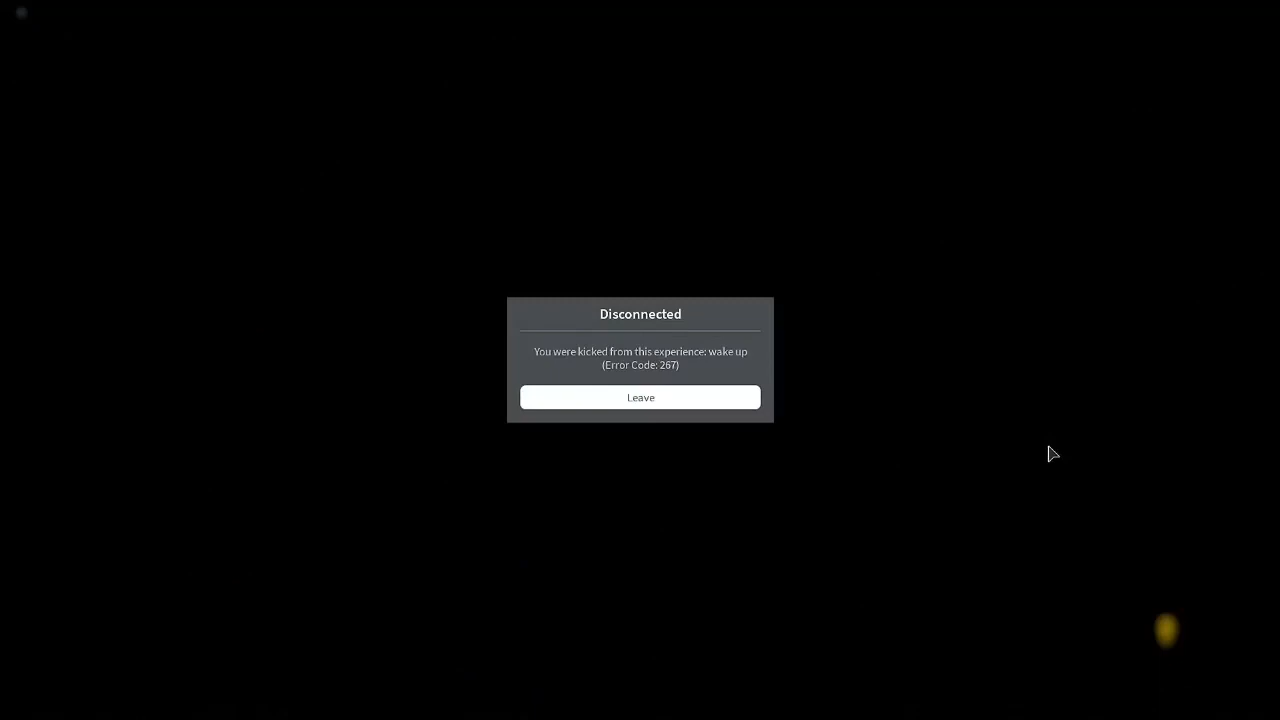 Disconnected
You were kicked from this experience: wake up
(Error Code: 267)
Leave